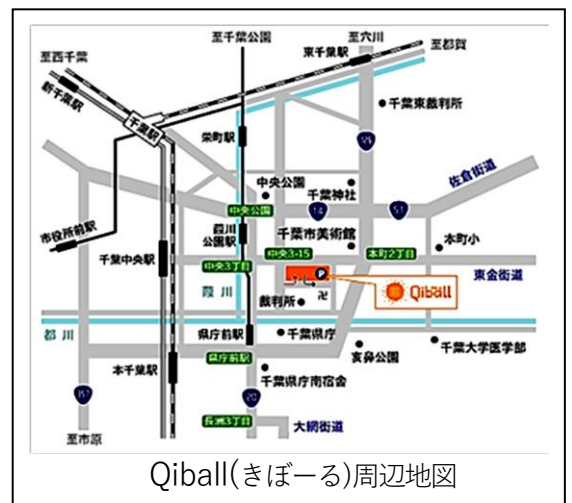 至千葉公園
至穴川
至都賀
至西千葉
東千葉駅
新千葉駅
千葉駅
千葉東裁判所
栄町駅
126
佐倉街道
中央公園
千葉神社
中央公園
14
51
市役所前駅
葭川公園駅
千葉市美術館
本町小
千葉中央駅
中央3丁目
中央3-15
本町2丁目
東金街道
P
Qiball
葭川
裁判所
卍
都川
県庁前駅
千葉県庁
亥鼻公園
千葉大学医学部
県庁前駅
本千葉駅
千葉県庁南宿舎
357
20
長洲3丁目
大網街道
至市原
Qiball(きぼーる)周辺地図